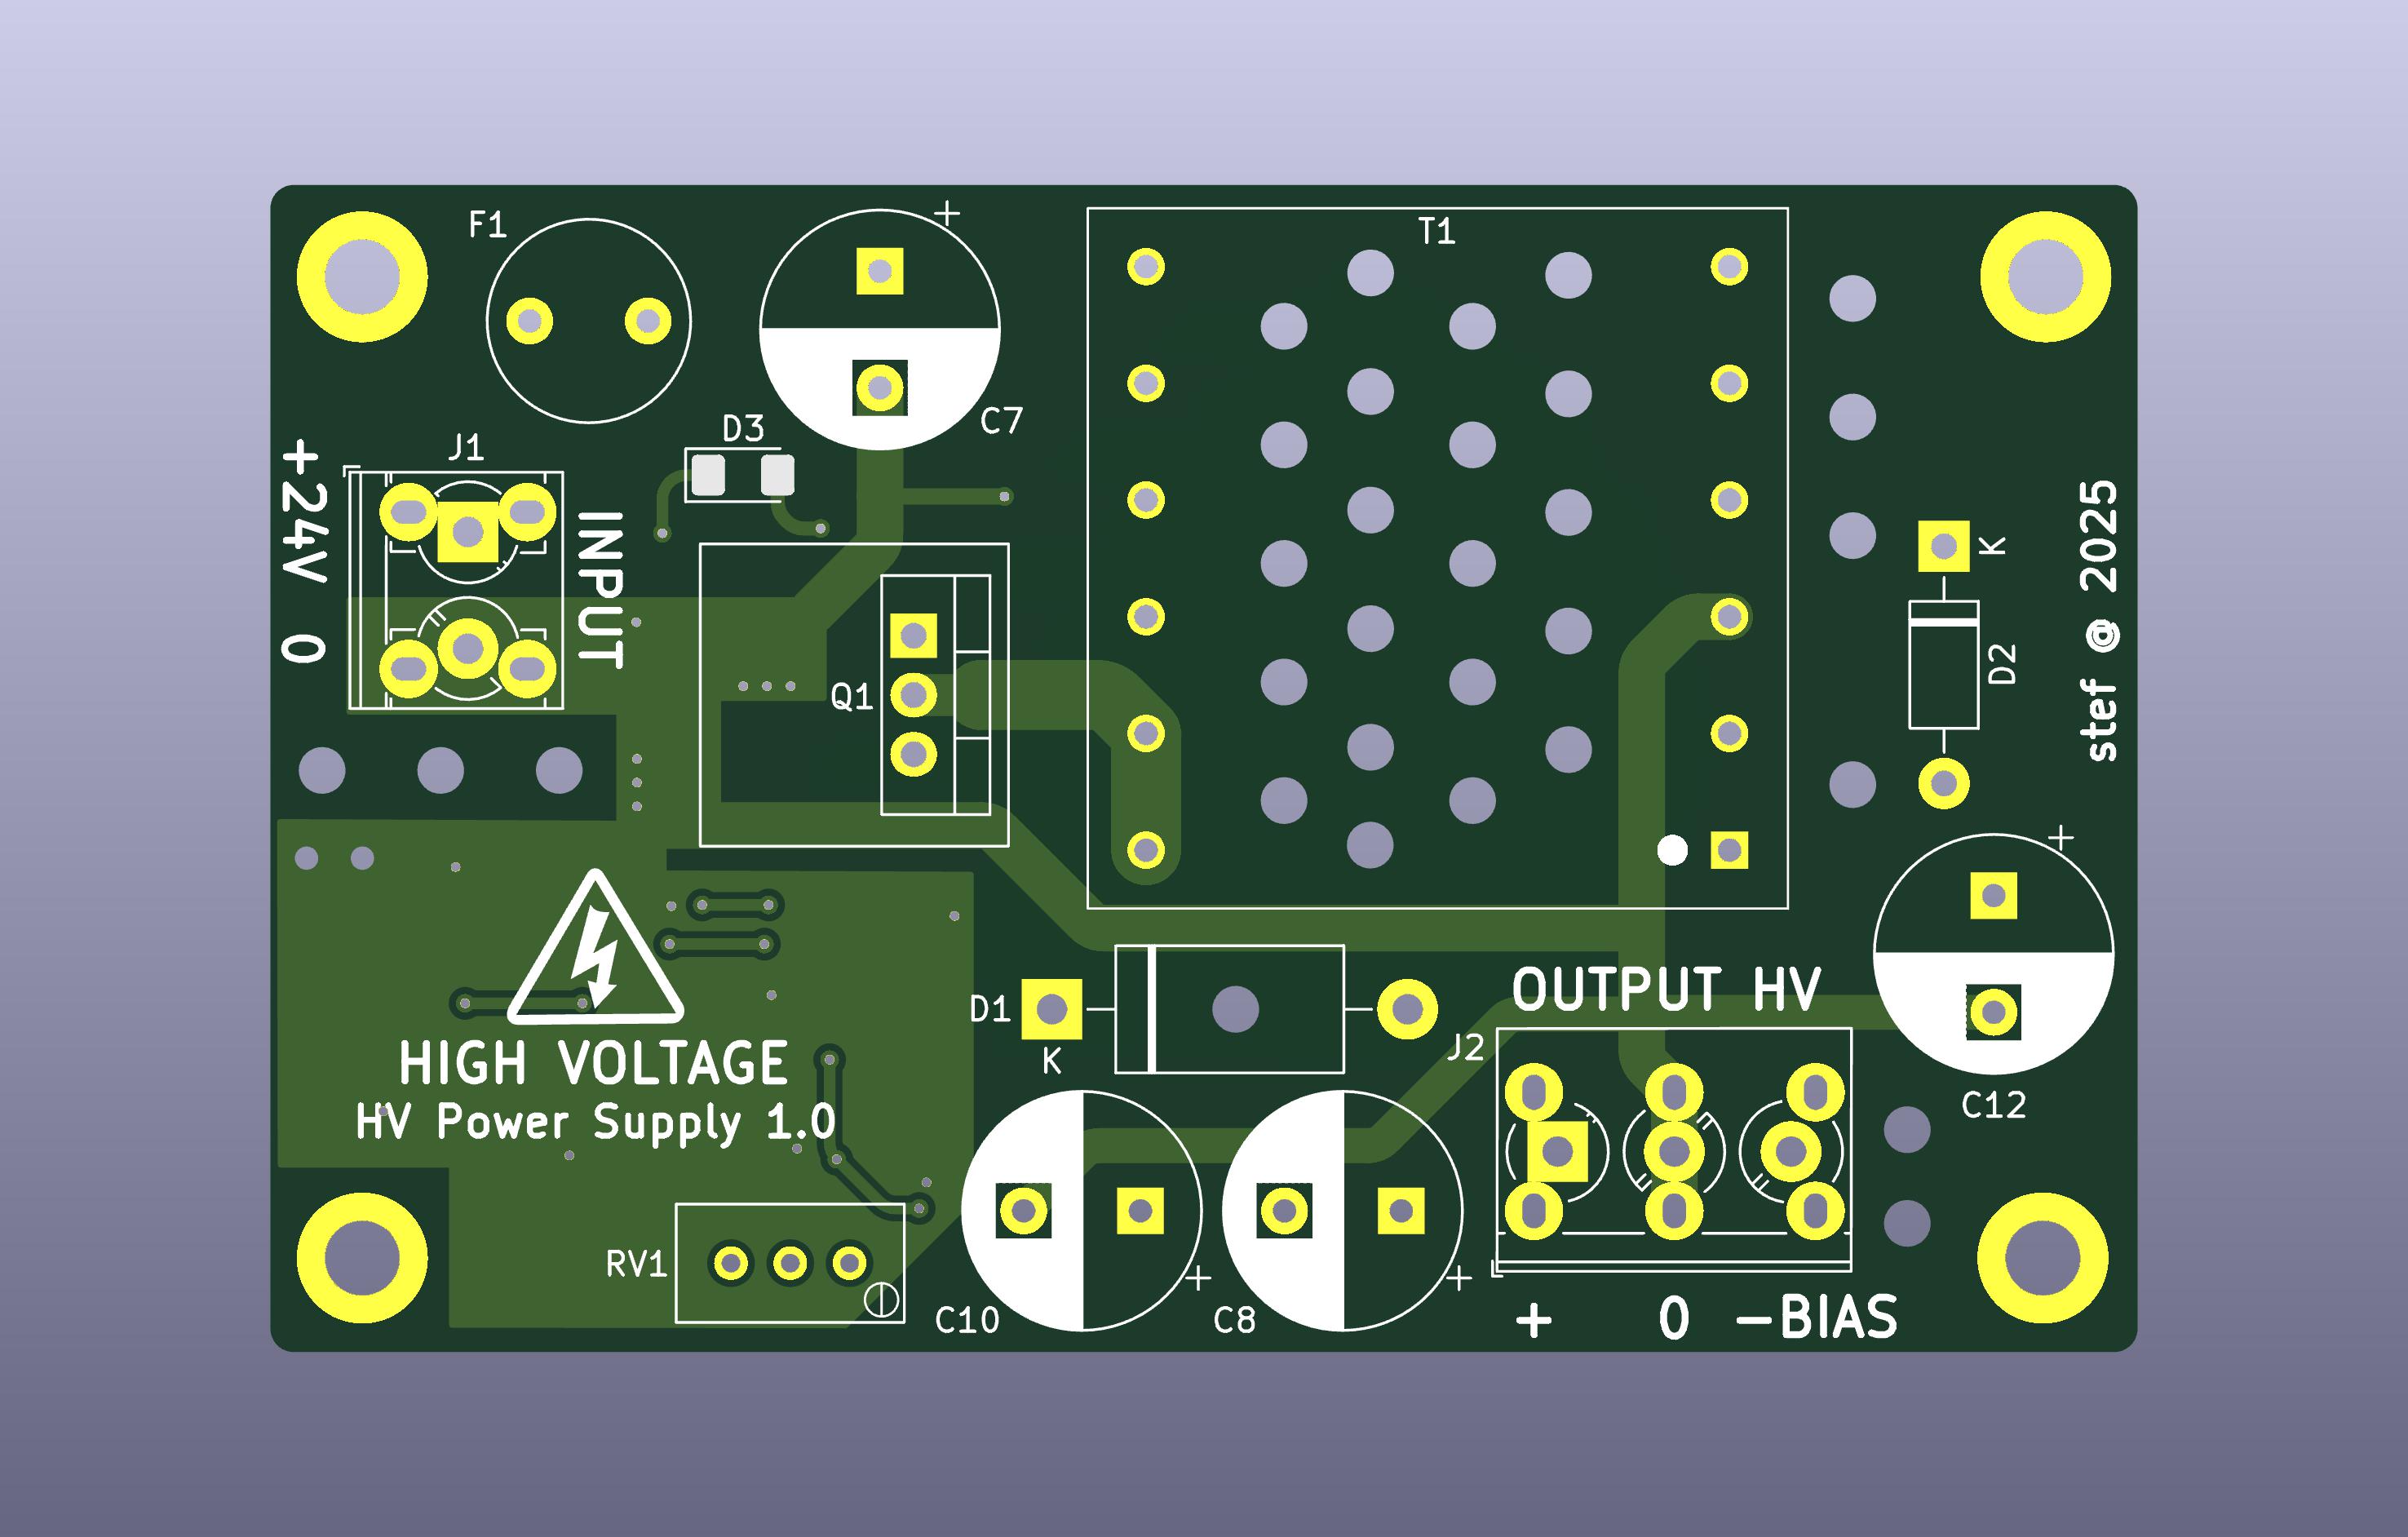 F1
T1
C7
D3
J1
+24V
0
INPUT
Q1
K
D2
stef @ 2025
HIGH VOLTAGE
HV Power Supply 1.0
D1
K
OUTPUT HV
J2
C12
RV1
C10
C8
+ 0 -BIAS